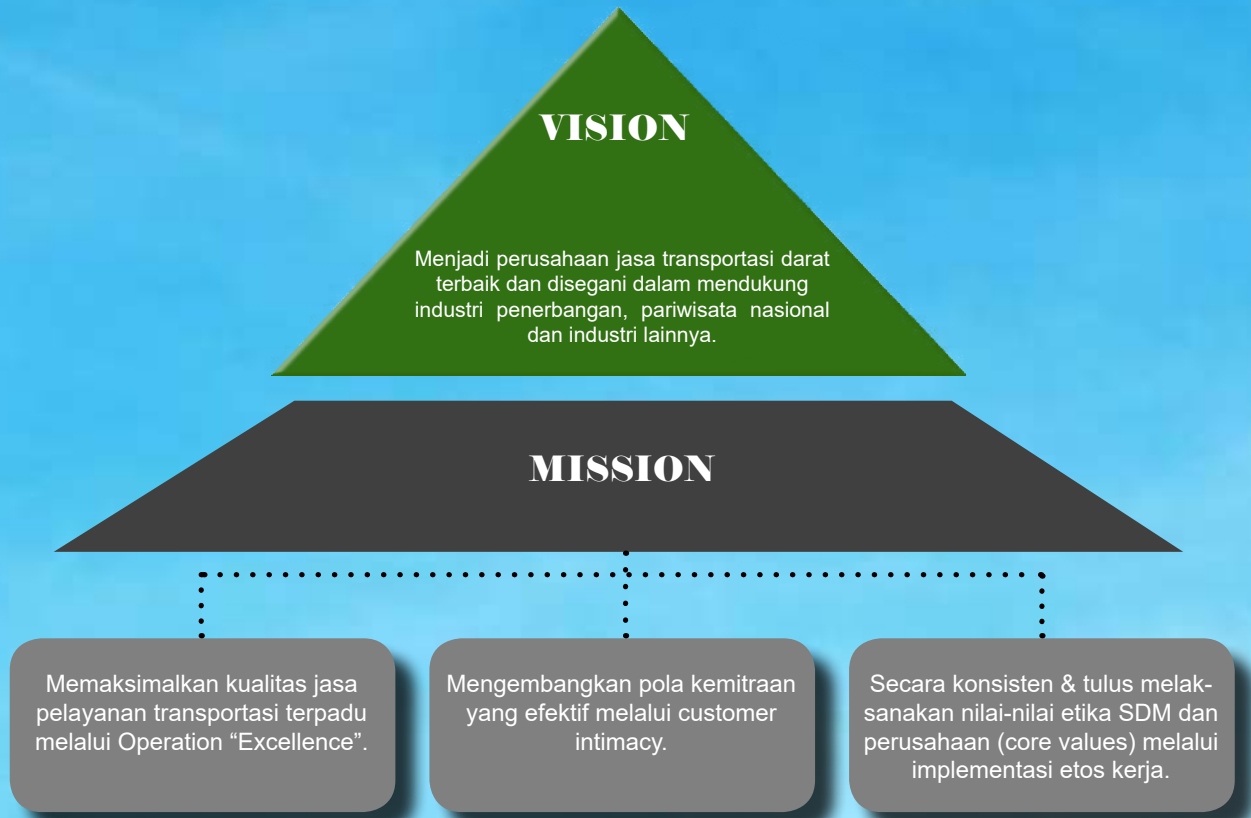 VISION
Menjadi perusahaan jasa transportasi darat
terbaik dan disegani dalam mendukung
industri penerbangan, pariwisata nasional
dan industri lainnya.
MISSION
Memaksimalkan kualitas jasa
pelayanan transportasi terpadu
melalui Operation “Excellence”.
Mengembangkan pola kemitraan
yang efektif melalui customer
intimacy.
Secara konsisten & tulus melak-
sanakan nilai-nilai etika SDM dan
perusahaan (core values) melalui
implementasi etos kerja.